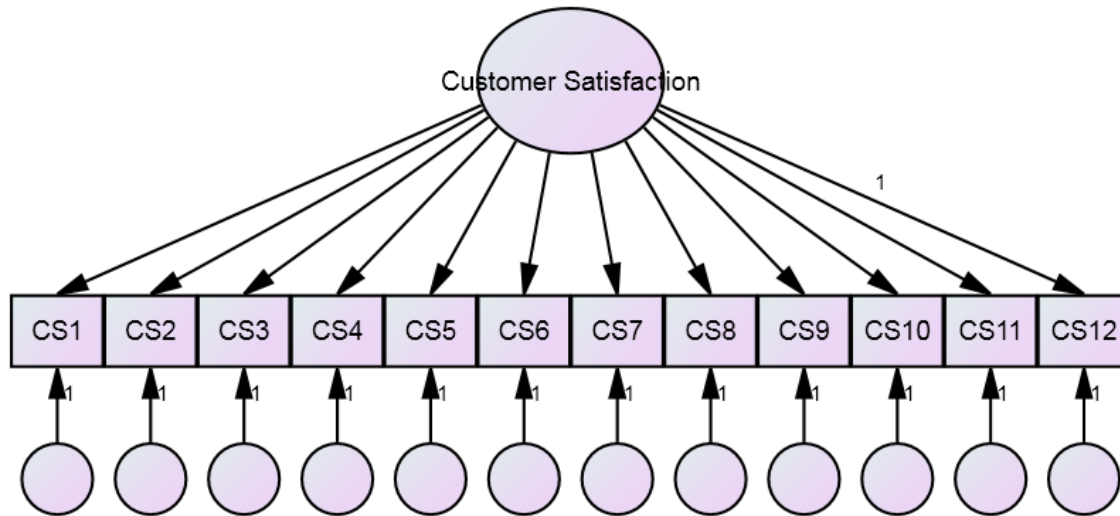 Customer Satisfaction
1
CS1 CS2 CS3 CS4 CS5 CS6 CS7 CS8 CS9 CS10 CS11 CS12
1 1 1 1 1 1 1 1 1 1 1 1